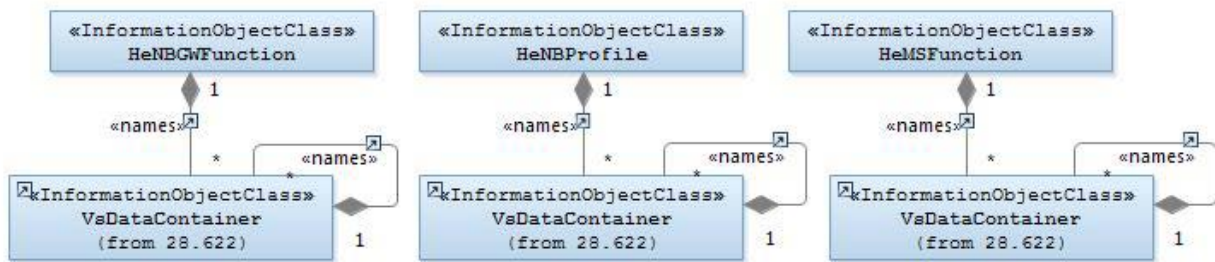 «InformationObjectClass»
HeNBGWFunction
1
«names»
*
«names»
*
«InformationObjectClass»
VsDataContainer
(from 28.622)
1
«InformationObjectClass»
HeNBProfile
1
«names»
*
«names»
*
«InformationObjectClass»
VsDataContainer
(from 28.622)
1
«InformationObjectClass»
HeMSFunction
1
«names»
*
«names»
*
«InformationObjectClass»
VsDataContainer
(from 28.622)
1